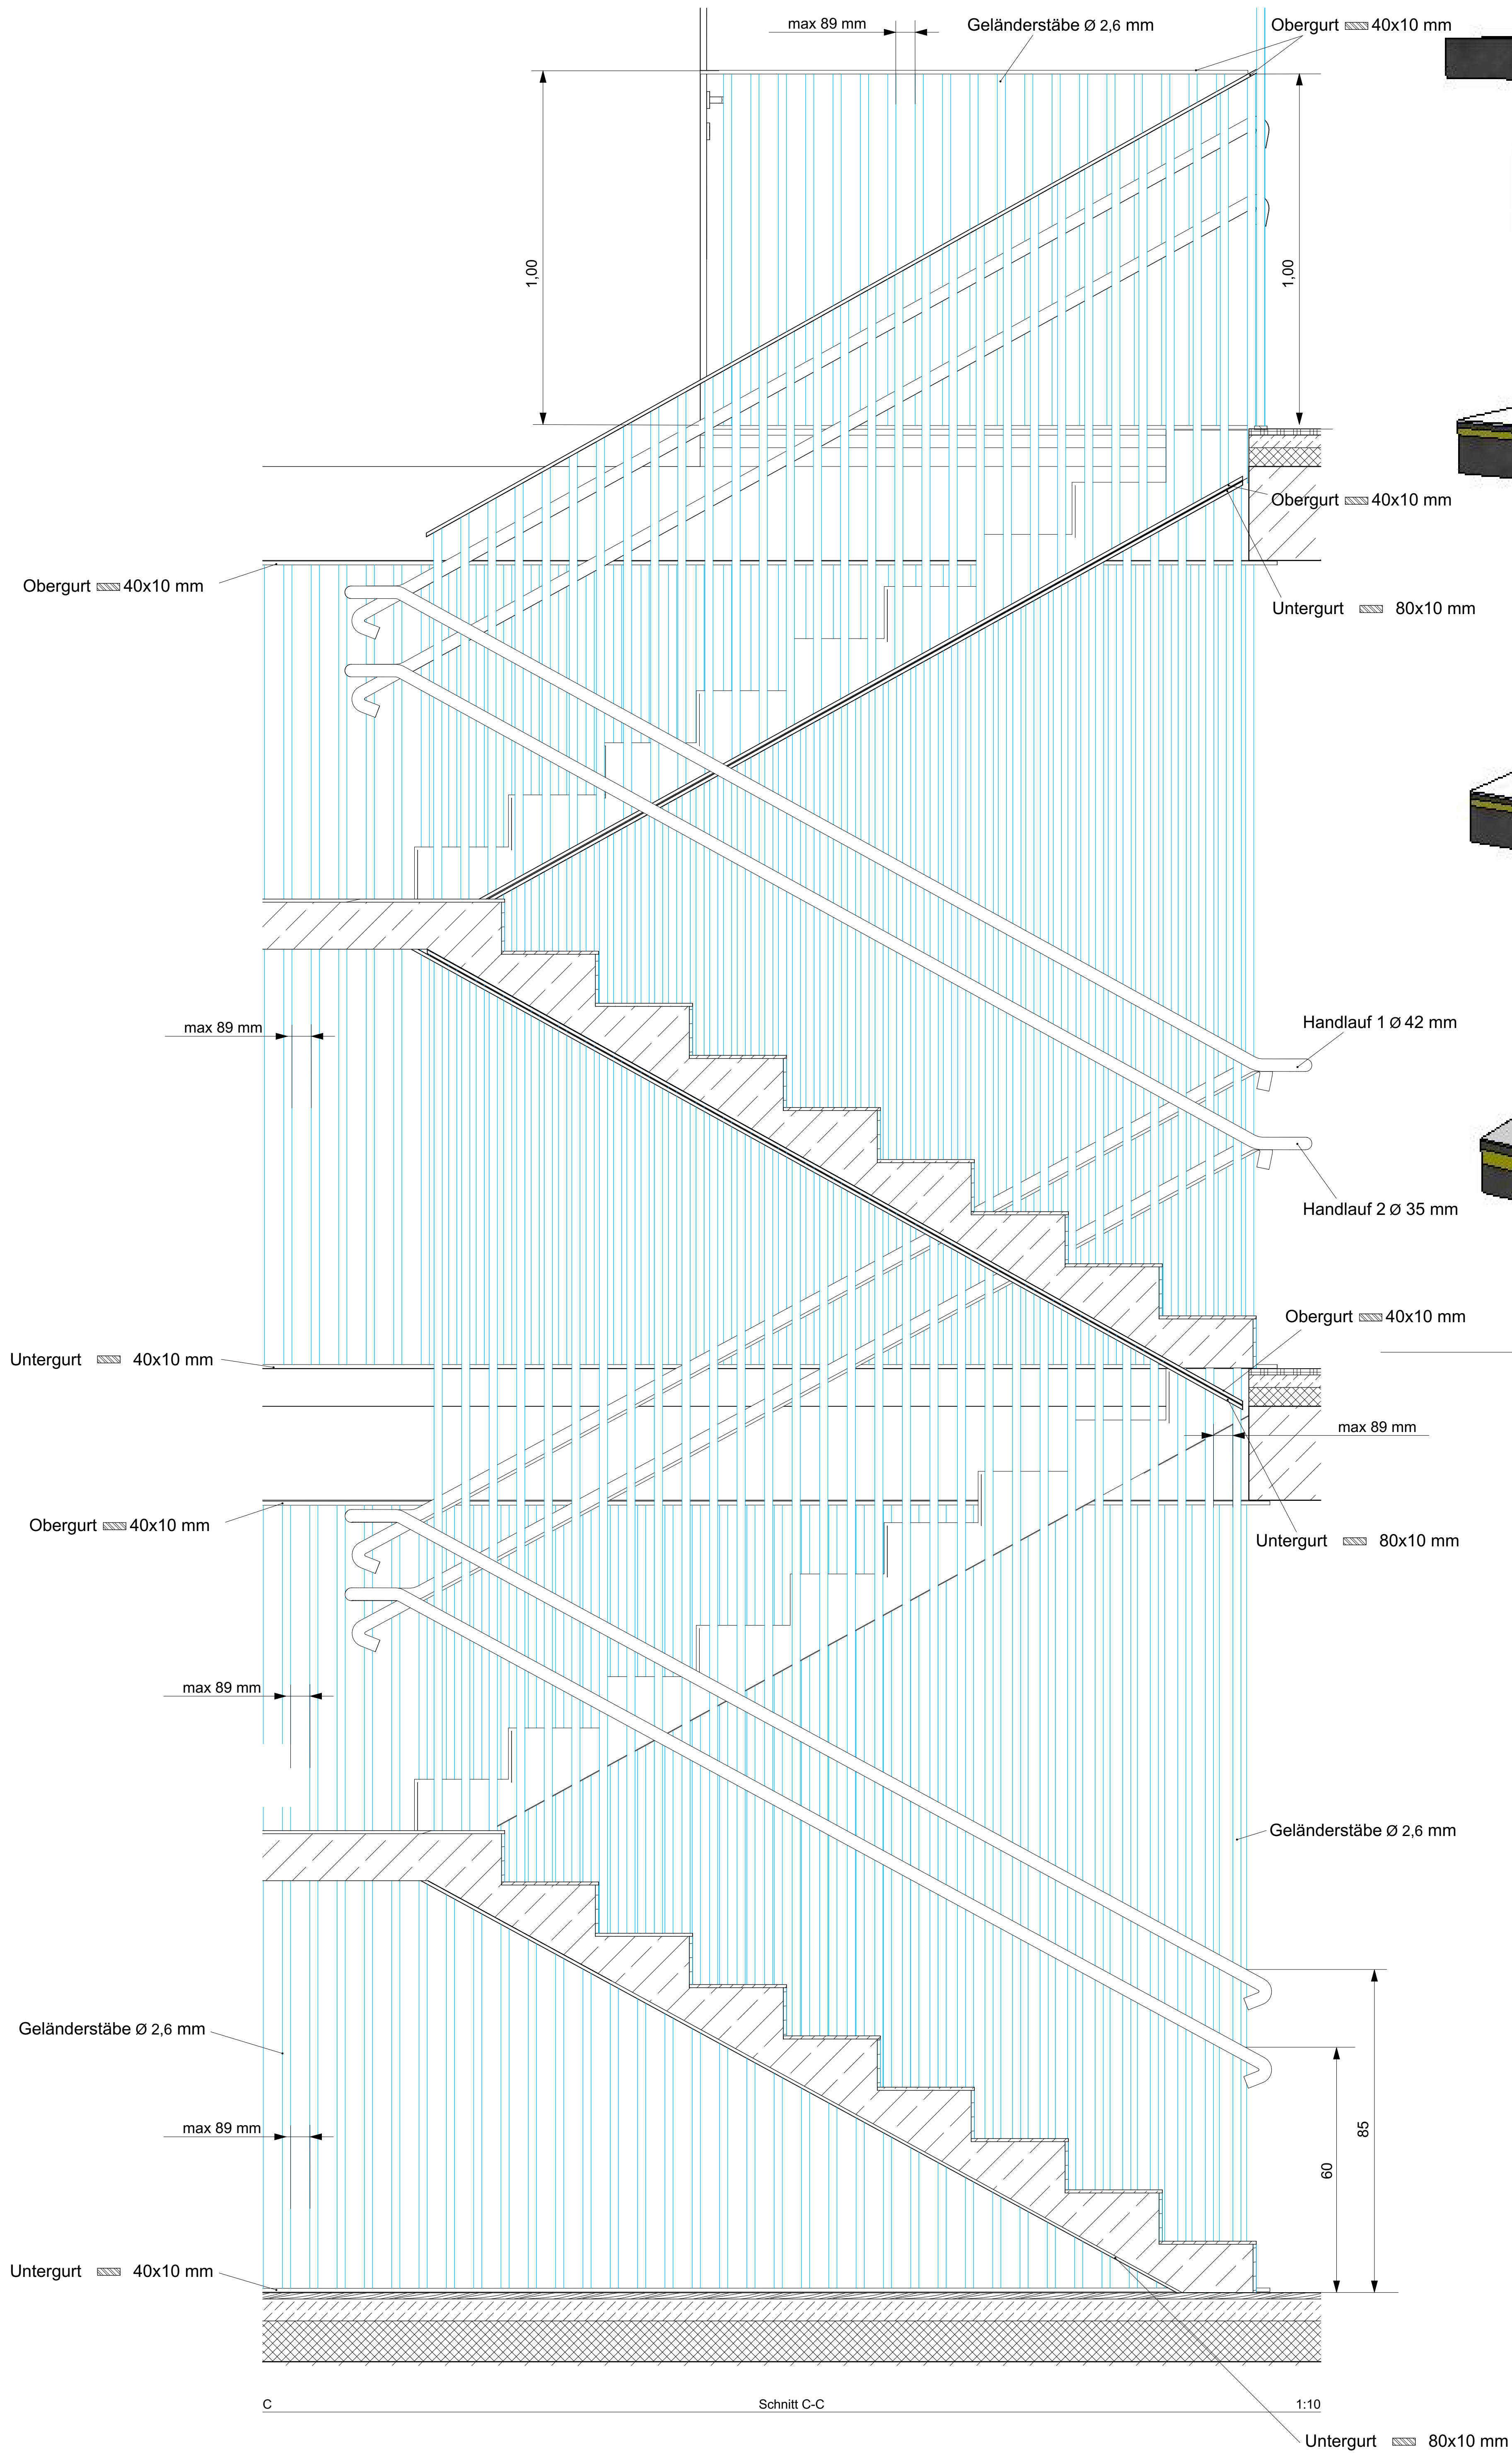 max 89 mm
Geländerstäbe Ø 2,6 mm
Obergurt 40x10 mm
1,00
1,00
Obergurt 40x10 mm
Obergurt 40x10 mm
Untergurt 80x10 mm
Handlauf 1 Ø 42 mm
max 89 mm
Handlauf 2 Ø 35 mm
Obergurt 40x10 mm
Untergurt 40x10 mm
max 89 mm
Obergurt 40x10 mm
Untergurt 80x10 mm
max 89 mm
Geländerstäbe Ø 2,6 mm
Geländerstäbe Ø 2,6 mm
85
max 89 mm
60
Untergurt 40x10 mm
C Schnitt C-C 1:10
Untergurt 80x10 mm